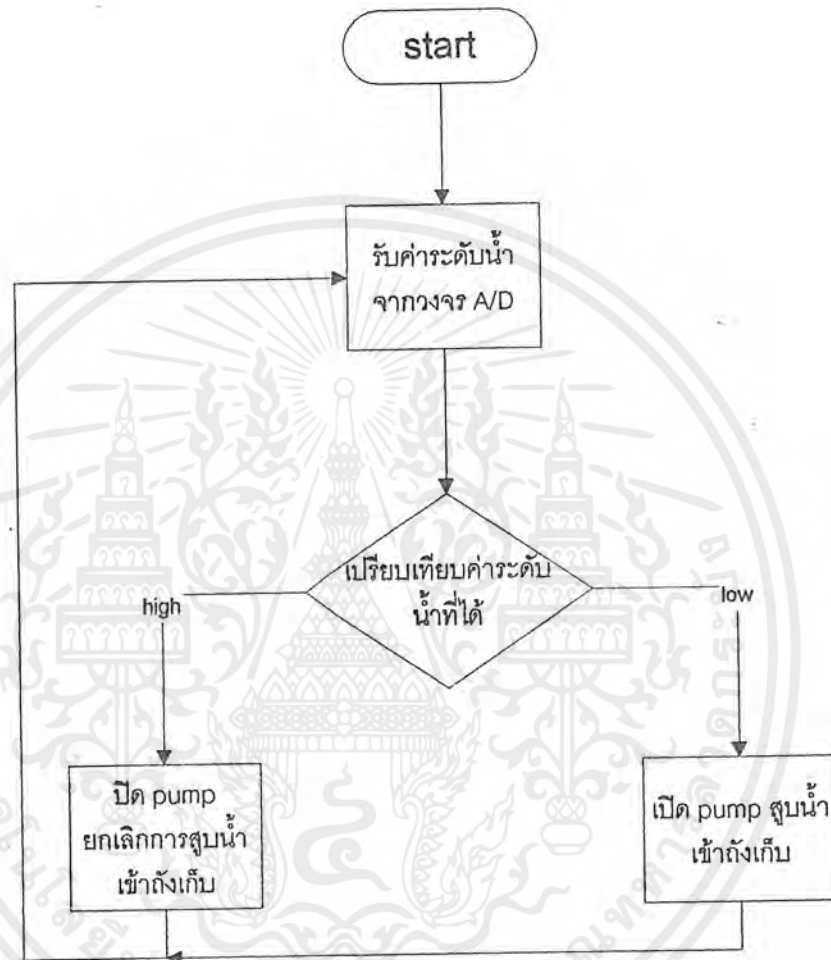 start
รับค่าระดับน้ำ
จากวงจร A/D
เปรียบเทียบค่าระดับ
น้ำที่ได้
high
low
ปิด pump
ยกเลิกการสูบน้ำ
เข้าถังเก็บ
เปิด pump สูบน้ำ
เข้าถังเก็บ